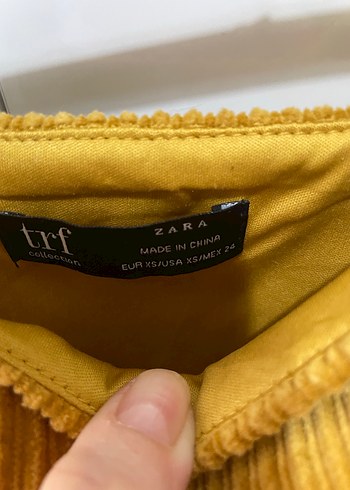 trf
collection
ZARA
MADE IN CHINA
EUR XS/USA XS/MEX 24